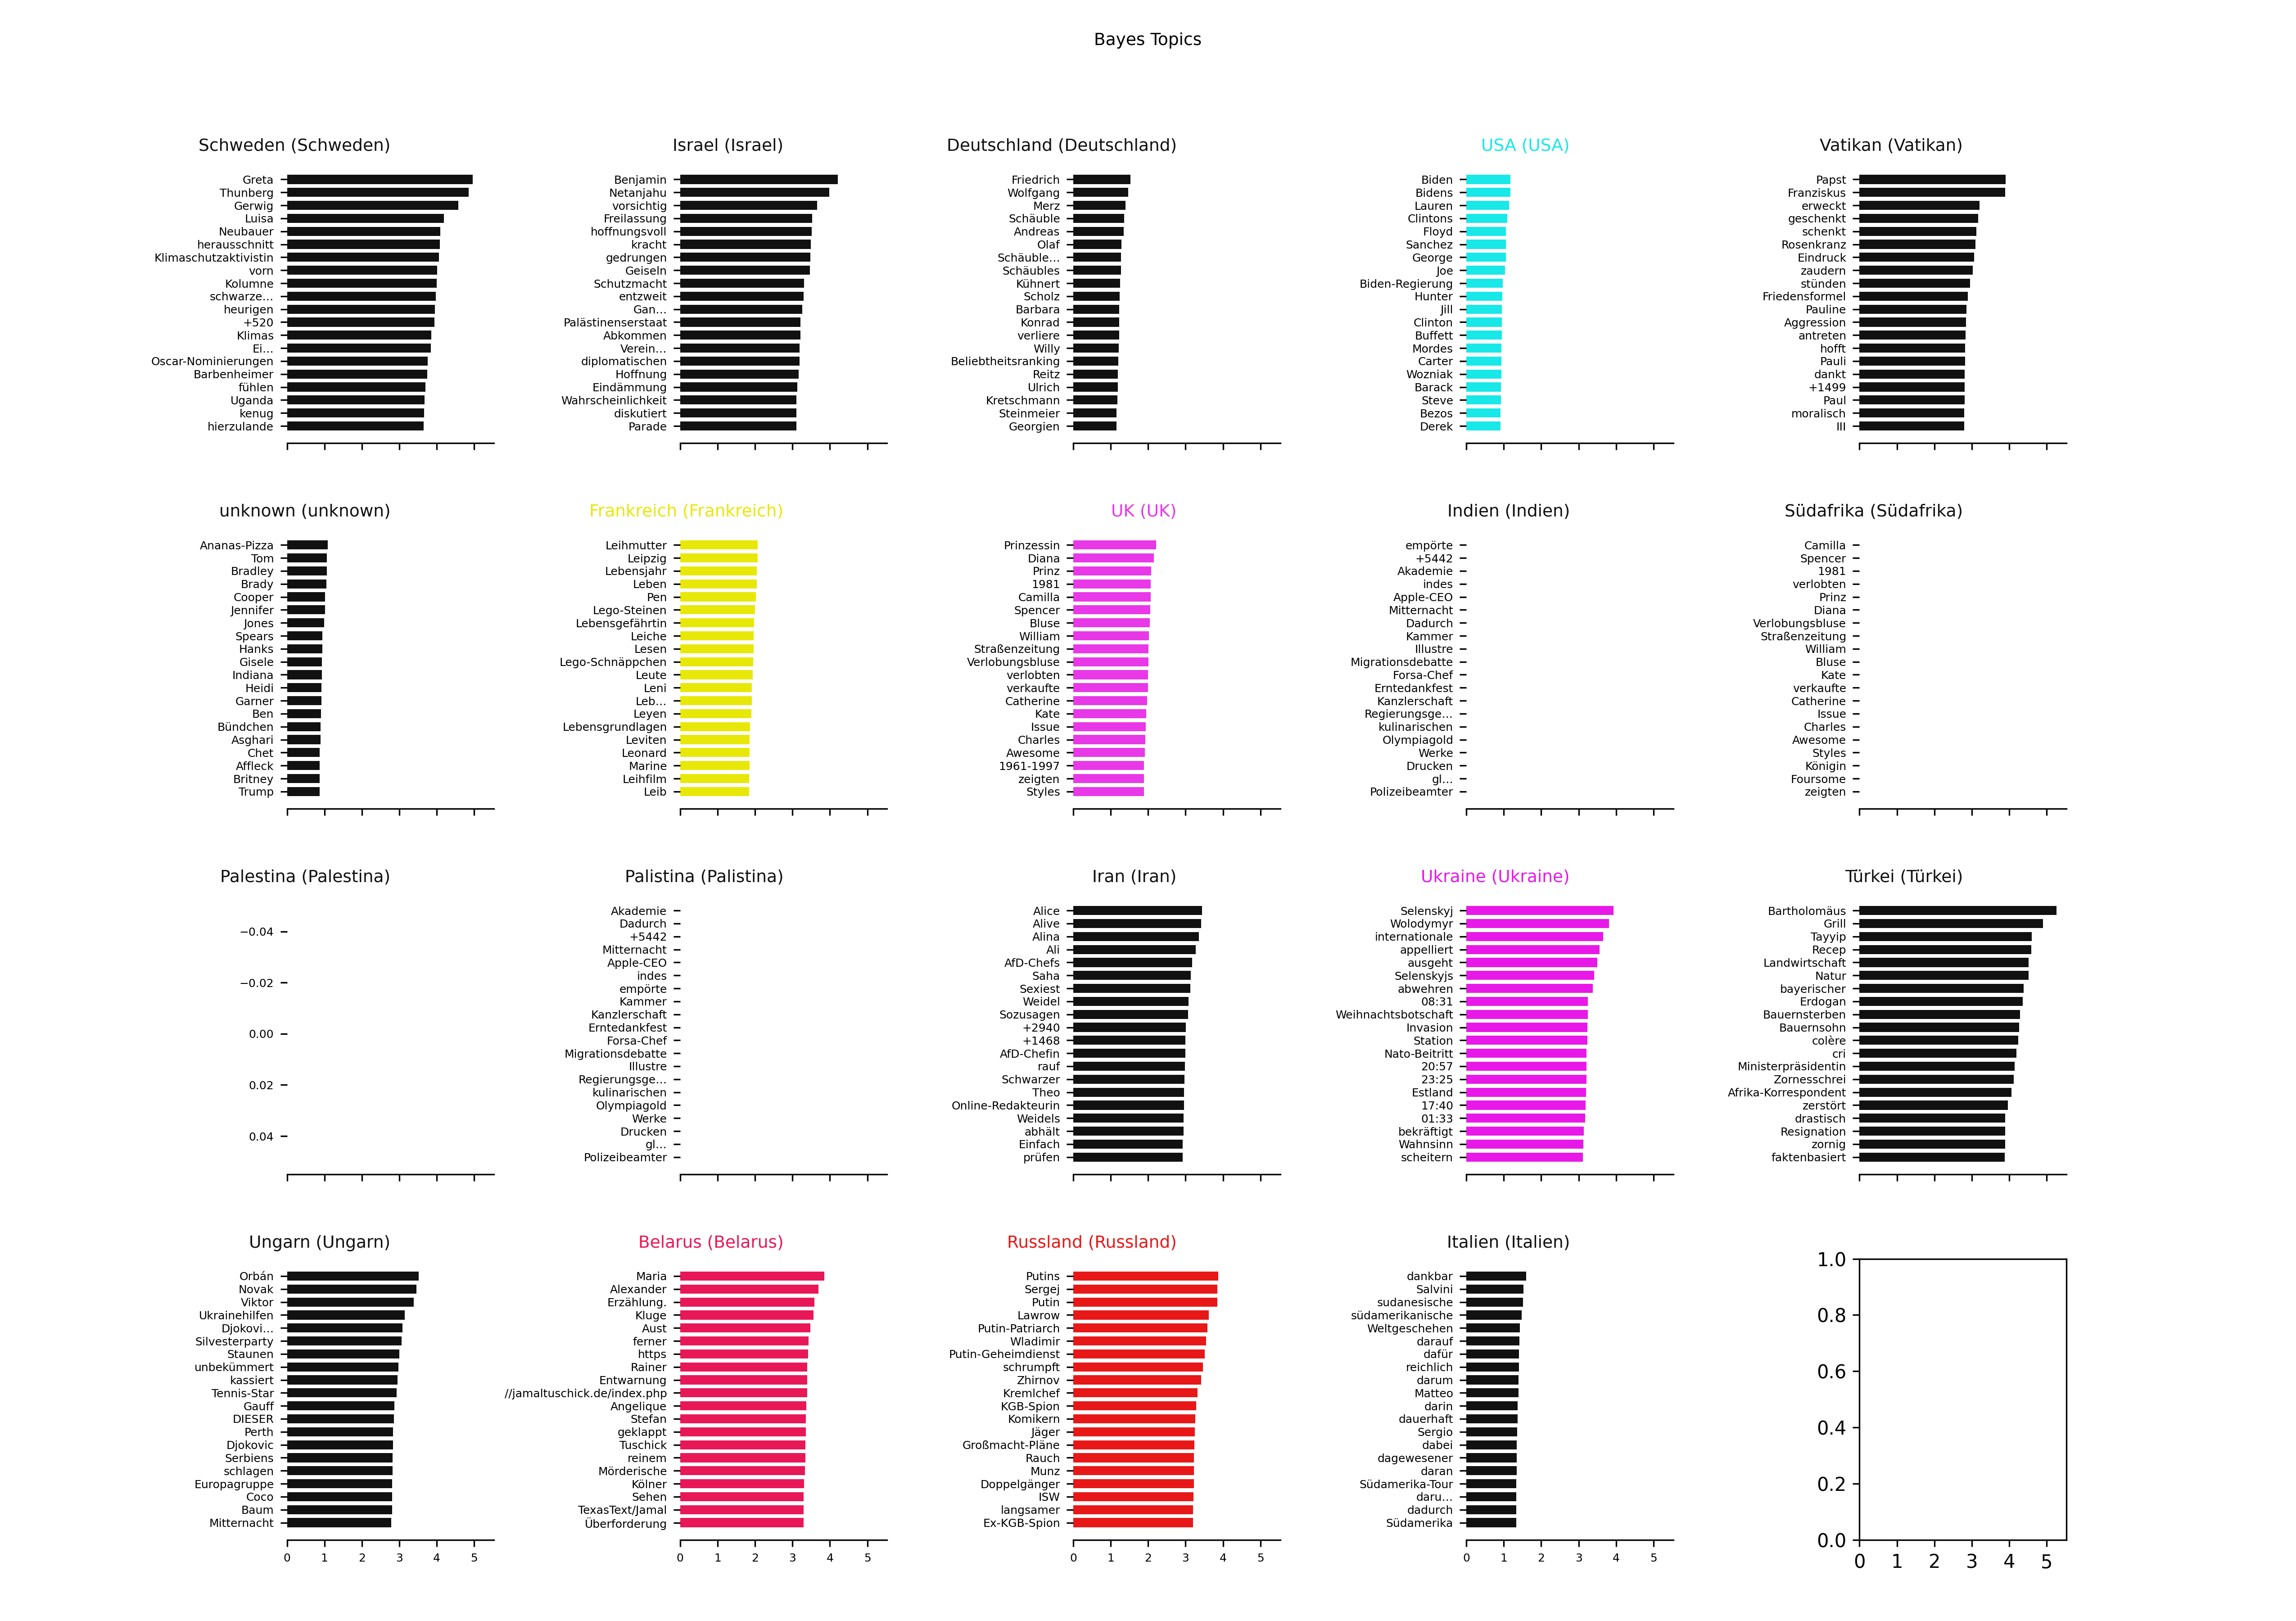 Bayes Topics
Schweden (Schweden)
Greta
Thunberg
Gerwig
Luisa
Neubauer
herausschnitt
Klimaschutzaktivistin
vorn
Kolumne
schwarze…
heurigen
+520
Klimas
Ei…
Oscar-Nominierungen
Barbenheimer
fühlen
Uganda
kenug
hierzulande
Israel (Israel)
Benjamin
Netanjahu
vorsichtig
Freilassung
hoffnungsvoll
kracht
gedrungen
Geiseln
Schutzmacht
entzweit
Gan…
Palästinenserstaat
Abkommen
Verein…
diplomatischen
Hoffnung
Eindämmung
Wahrscheinlichkeit
diskutiert
Parade
Deutschland (Deutschland)
Friedrich
Wolfgang
Merz
Schäuble
Andreas
Olaf
Schäuble…
Schäubles
Kühnert
Scholz
Barbara
Konrad
verliere
Willy
Beliebtheitsranking
Reitz
Ulrich
Kretschmann
Steinmeier
Georgien
USA (USA)
Biden
Bidens
Lauren
Clintons
Floyd
Sanchez
George
Joe
Biden-Regierung
Hunter
Jill
Clinton
Buffett
Mordes
Carter
Wozniak
Barack
Steve
Bezos
Derek
Vatikan (Vatikan)
Papst
Franziskus
erweckt
geschenkt
schenkt
Rosenkranz
Eindruck
zaudern
stünden
Friedensformel
Pauline
Aggression
antreten
hofft
Pauli
dankt
+1499
Paul
moralisch
III
unknown (unknown)
Ananas-Pizza
Tom
Bradley
Brady
Cooper
Jennifer
Jones
Spears
Hanks
Gisele
Indiana
Heidi
Garner
Ben
Bündchen
Asghari
Chet
Affleck
Britney
Trump
Frankreich (Frankreich)
Leihmutter
Leipzig
Lebensjahr
Leben
Pen
Lego-Steinen
Lebensgefährtin
Leiche
Lesen
Lego-Schnäppchen
Leute
Leni
Leb…
Leyen
Lebensgrundlagen
Leviten
Leonard
Marine
Leihfilm
Leib
UK (UK)
Prinzessin
Diana
Prinz
1981
Camilla
Spencer
Bluse
William
Straßenzeitung
Verlobungsbluse
verlobten
verkaufte
Catherine
Kate
Issue
Charles
Awesome
1961-1997
zeigten
Styles
Indien (Indien)
empörte
+5442
Akademie
indes
Apple-CEO
Mitternacht
Dadurch
Kammer
Illustre
Migrationsdebatte
Forsa-Chef
Erntedankfest
Kanzlerschaft
Regierungsge…
kulinarischen
Olympiagold
Werke
Drucken
gl…
Polizeibeamter
Südafrika (Südafrika)
Camilla
Spencer
1981
verlobten
Prinz
Diana
Verlobungsbluse
Straßenzeitung
William
Bluse
Kate
verkaufte
Catherine
Issue
Charles
Awesome
Styles
Königin
Foursome
zeigten
Palestina (Palestina)
−0.04
−0.02
0.00
0.02
0.04
Palistina (Palistina)
Akademie
Dadurch
+5442
Mitternacht
Apple-CEO
indes
empörte
Kammer
Kanzlerschaft
Erntedankfest
Forsa-Chef
Migrationsdebatte
Illustre
Regierungsge…
kulinarischen
Olympiagold
Werke
Drucken
gl…
Polizeibeamter
Iran (Iran)
Alice
Alive
Alina
Ali
AfD-Chefs
Saha
Sexiest
Weidel
Sozusagen
+2940
+1468
AfD-Chefin
rauf
Schwarzer
Theo
Online-Redakteurin
Weidels
abhält
Einfach
prüfen
Ukraine (Ukraine)
Selenskyj
Wolodymyr
internationale
appelliert
ausgeht
Selenskyjs
abwehren
08:31
Weihnachtsbotschaft
Invasion
Station
Nato-Beitritt
20:57
23:25
Estland
17:40
01:33
bekräftigt
Wahnsinn
scheitern
Türkei (Türkei)
Bartholomäus
Grill
Tayyip
Recep
Landwirtschaft
Natur
bayerischer
Erdogan
Bauernsterben
Bauernsohn
colère
cri
Ministerpräsidentin
Zornesschrei
Afrika-Korrespondent
zerstört
drastisch
Resignation
zornig
faktenbasiert
Ungarn (Ungarn)
Orbán
Novak
Viktor
Ukrainehilfen
Djokovi…
Silvesterparty
Staunen
unbekümmert
kassiert
Tennis-Star
Gauff
DIESER
Perth
Djokovic
Serbiens
schlagen
Europagruppe
Coco
Baum
Mitternacht
0 1 2 3 4 5
Belarus (Belarus)
Maria
Alexander
Erzählung.
Kluge
Aust
ferner
https
Rainer
Entwarnung
//jamaltuschick.de/index.php
Angelique
Stefan
geklappt
Tuschick
reinem
Mörderische
Kölner
Sehen
TexasText/Jamal
Überforderung
0 1 2 3 4 5
Russland (Russland)
Putins
Sergej
Putin
Lawrow
Putin-Patriarch
Wladimir
Putin-Geheimdienst
schrumpft
Zhirnov
Kremlchef
KGB-Spion
Komikern
Jäger
Großmacht-Pläne
Rauch
Munz
Doppelgänger
ISW
langsamer
Ex-KGB-Spion
0 1 2 3 4 5
Italien (Italien)
dankbar
Salvini
sudanesische
südamerikanische
Weltgeschehen
darauf
dafür
reichlich
darum
Matteo
darin
dauerhaft
Sergio
dabei
dagewesener
daran
Südamerika-Tour
daru…
dadurch
Südamerika
0 1 2 3 4 5
1.0
0.8
0.6
0.4
0.2
0.0
0 1 2 3 4 5